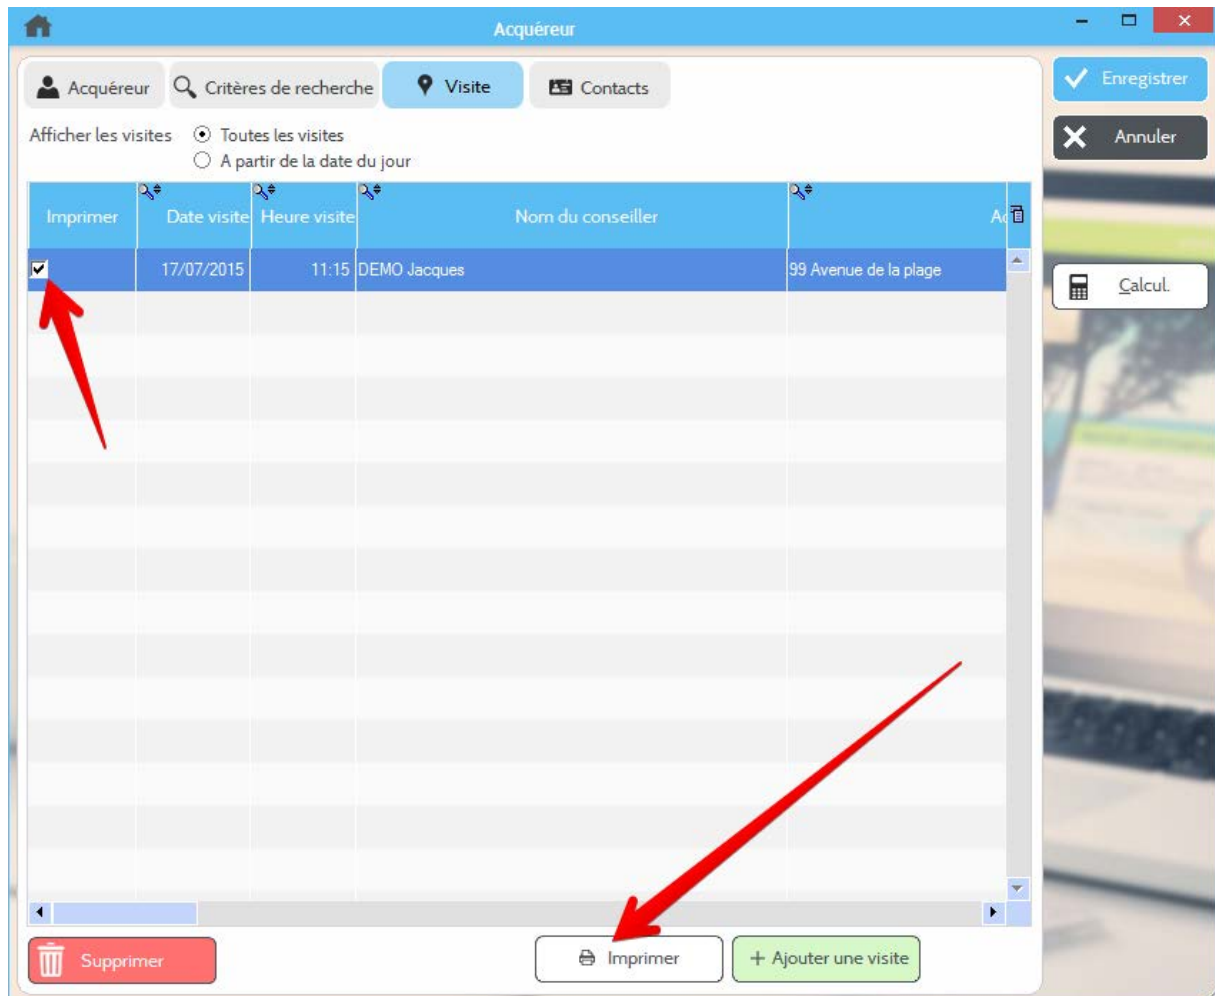 Acquéreur
Acquéreur Critères de recherche Visite Contacts
Enregistrer
Annuler
Afficher les visites Toutes les visites
A partir de la date du jour
Imprimer Date visite Heure visite Nom du conseiller
17/07/2015 11:15 DEMO Jacques 99 Avenue de la plage
Calcul.
Supprimer Imprimer + Ajouter une visite